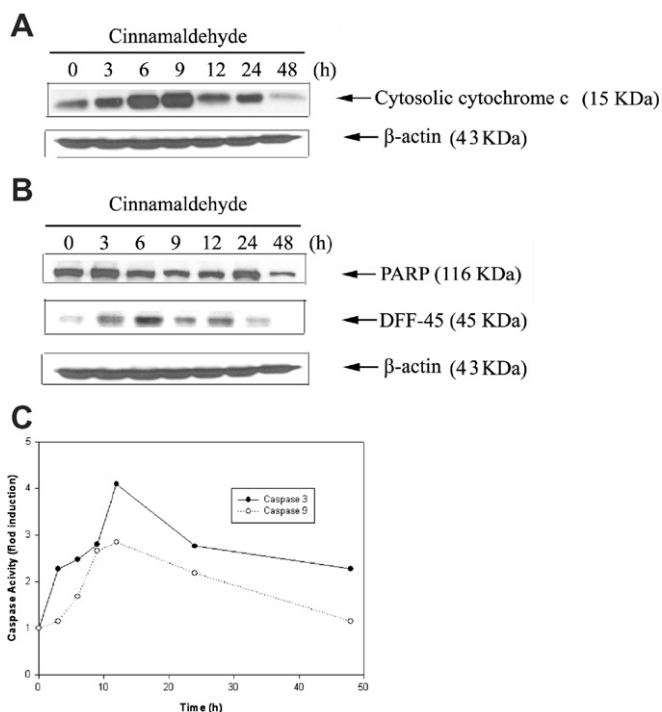 A
Cinnamaldehyde
0 3 6 9 12 24 48 (h)
Cytosolic cytochrome c (15 KDa)
β-actin (43 KDa)
B
Cinnamaldehyde
0 3 6 9 12 24 48 (h)
PARP (116 KDa)
DFF-45 (45 KDa)
β-actin (43 KDa)
C
Caspase Acivity (flod induction)
5
4
3
2
1
0
Caspase 3
Caspase 9
0 10 20 30 40 50
Time (h)